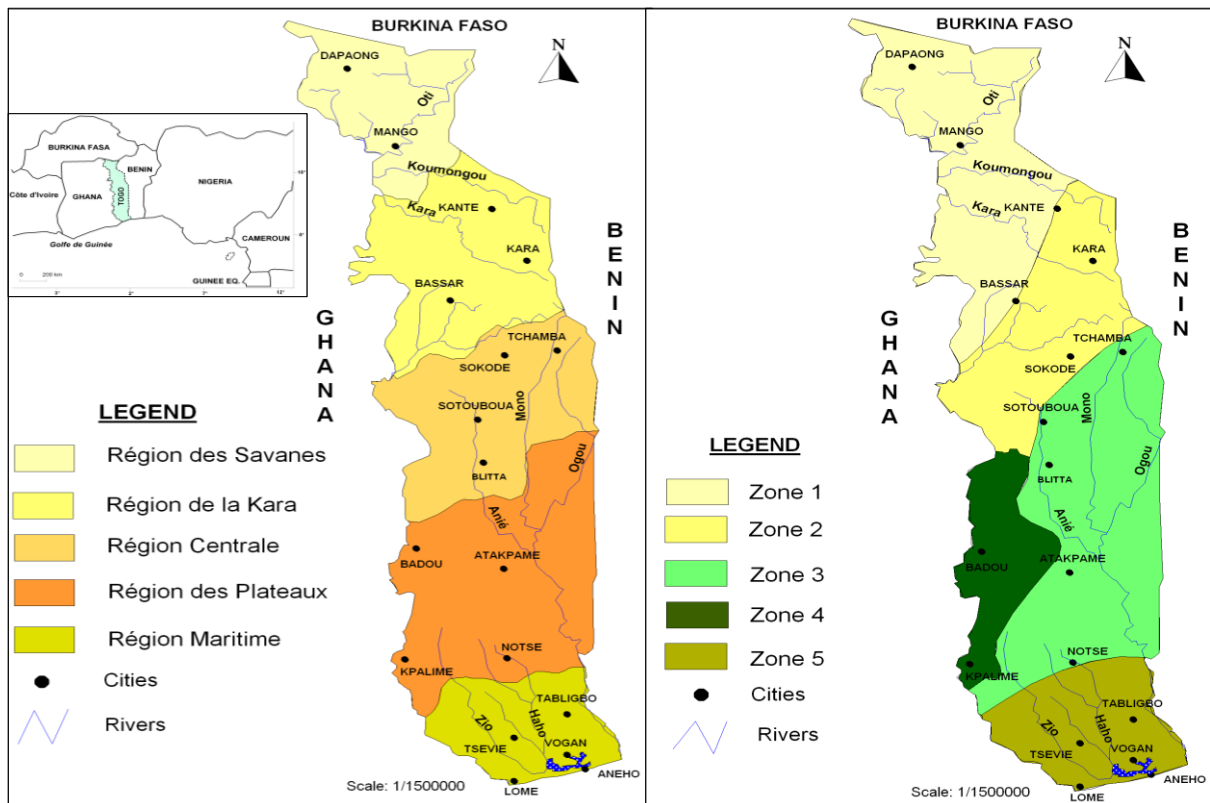 BURKINA FASO
N
DAPAONG
Oti
MANGO
Koumongou
Kara
KANTE
KARA
BASSAR
BENIN
GHANA
TCHAMBA
SOKODE
SOTOUBOUA
Mono
BLITTA
Ogou
Anié
BADOU
ATAKPAME
NOTSE
KPALIME
TABLIGBO
Zio
Haho
TSEVIE
VOGAN
ANEHO
LOME
Scale: 1/1500000
BURKINA FASA
BENIN
Côte d'Ivoire
GHANA
TOGO
NIGERIA
CAMEROUN
Golfe de Guinée
GUINEE EQ.
0 200 km
LEGEND
Région des Savanes
Région de la Kara
Région Centrale
Région des Plateaux
Région Maritime
Cities
Rivers
BURKINA FASO
N
DAPAONG
Oti
MANGO
Koumongou
Kara
KANTE
KARA
BASSAR
BENIN
GHANA
TCHAMBA
SOKODE
SOTOUBOUA
Mono
BLITTA
Ogou
Anié
BADOU
ATAKPAME
NOTSE
KPALIME
TABLIGBO
Zio
Haho
TSEVIE
VOGAN
ANEHO
LOME
Scale: 1/1500000
LEGEND
Zone 1
Zone 2
Zone 3
Zone 4
Zone 5
Cities
Rivers